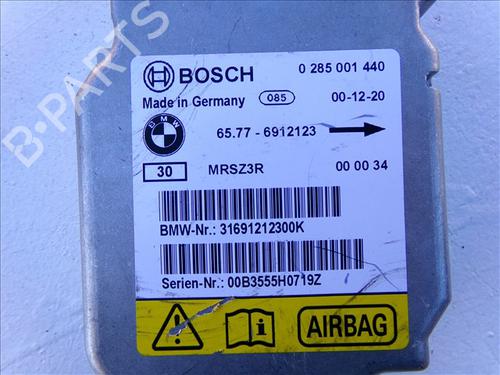 B-PARTS
BOSCH 0 285 001 440
Made in Germany 085 00-12-20
BMW 65.77 - 6912123
30 MRSZ3R 00 00 34
BMW-Nr.: 31691212300K
Serien-Nr.: 00B3555H0719Z
AIRBAG